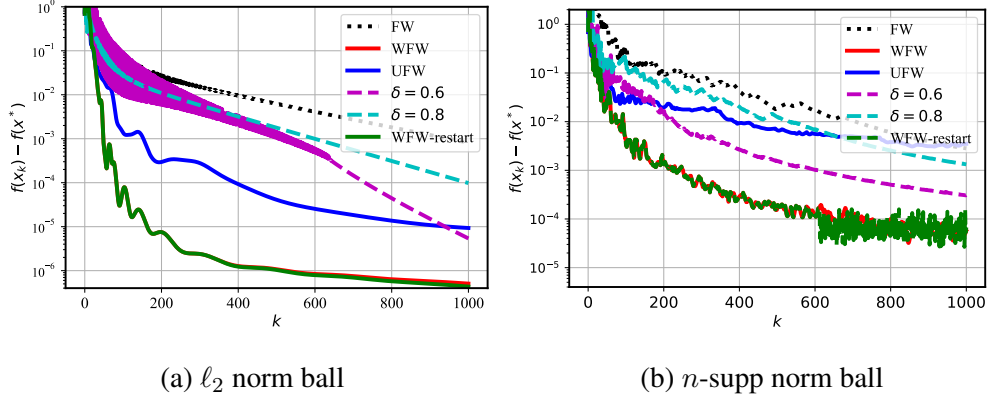 10^0
10^{-1}
10^{-2}
10^{-3}
10^{-4}
10^{-5}
10^{-6}
f(x_k) − f(x^*)
0 200 400 600 800 1000
k
FW
WFW
UFW
δ = 0.6
δ = 0.8
WFW-restart
(a) ℓ_2 norm ball
10^0
10^{-1}
10^{-2}
10^{-3}
10^{-4}
10^{-5}
f(x_k) − f(x^*)
0 200 400 600 800 1000
k
FW
WFW
UFW
δ = 0.6
δ = 0.8
WFW-restart
(b) n-supp norm ball